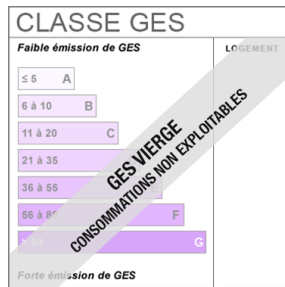 CLASSE GES
Faible émission de GES
LOGEMENT
≤ 5 A
6 à 10 B
11 à 20 C
21 à 35
36 à 55
56 à 80 F
> 80 G
GES VIERGE
CONSOMMATIONS NON EXPLOITABLES
Forte émission de GES